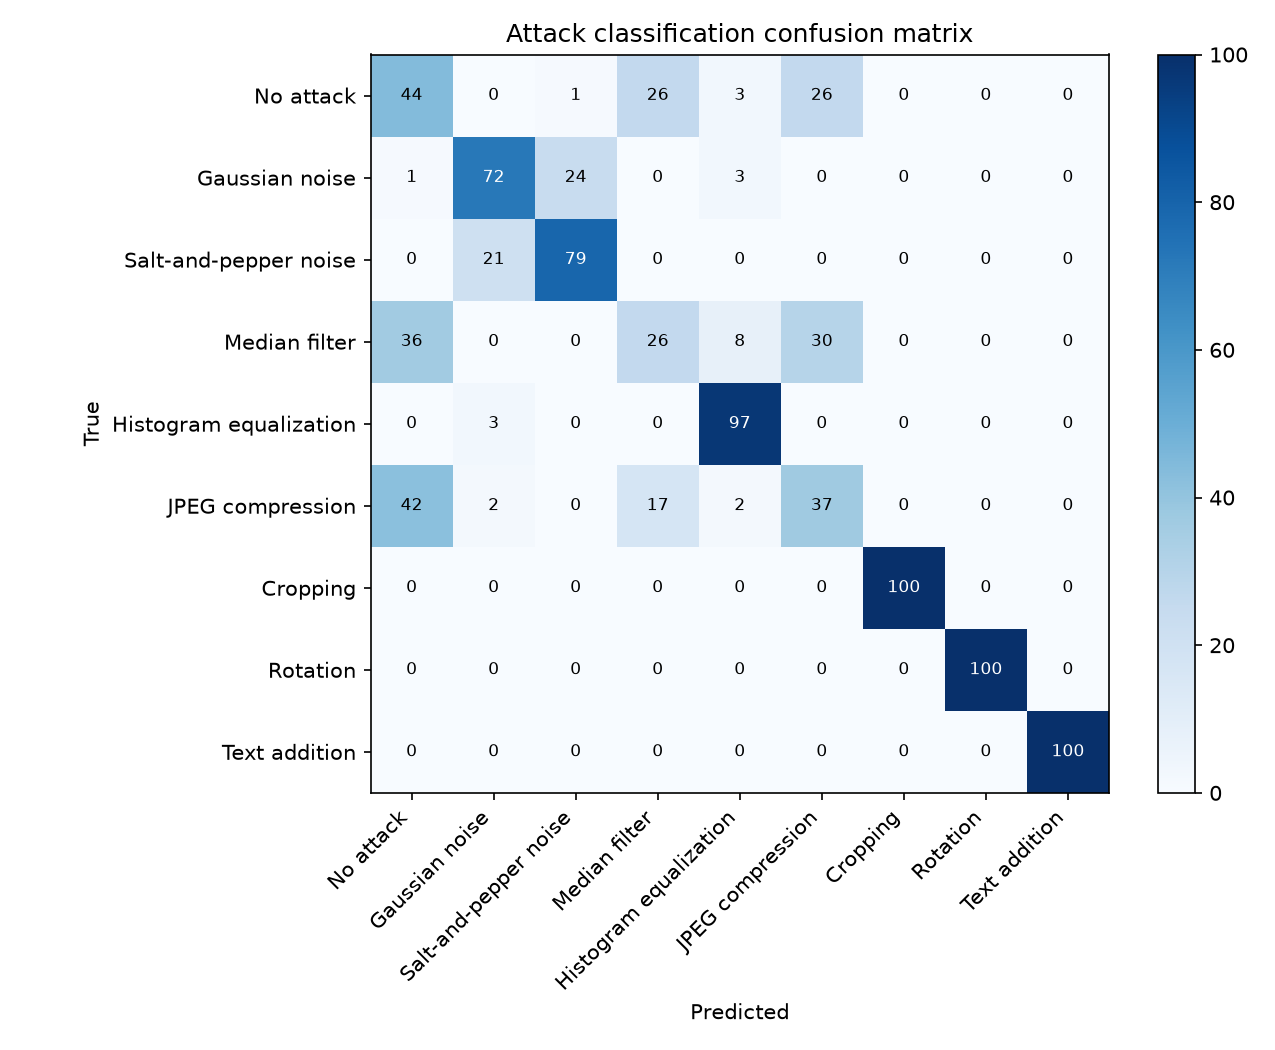 Attack classification confusion matrix
No attack 44 0 1 26 3 26 0 0 0
Gaussian noise 1 72 24 0 3 0 0 0 0
Salt-and-pepper noise 0 21 79 0 0 0 0 0 0
Median filter 36 0 0 26 8 30 0 0 0
Histogram equalization 0 3 0 0 97 0 0 0 0
JPEG compression 42 2 0 17 2 37 0 0 0
Cropping 0 0 0 0 0 0 100 0 0
Rotation 0 0 0 0 0 0 0 100 0
Text addition 0 0 0 0 0 0 0 0 100
True
No attack
Gaussian noise
Salt-and-pepper noise
Median filter
Histogram equalization
JPEG compression
Cropping
Rotation
Text addition
Predicted
100
80
60
40
20
0